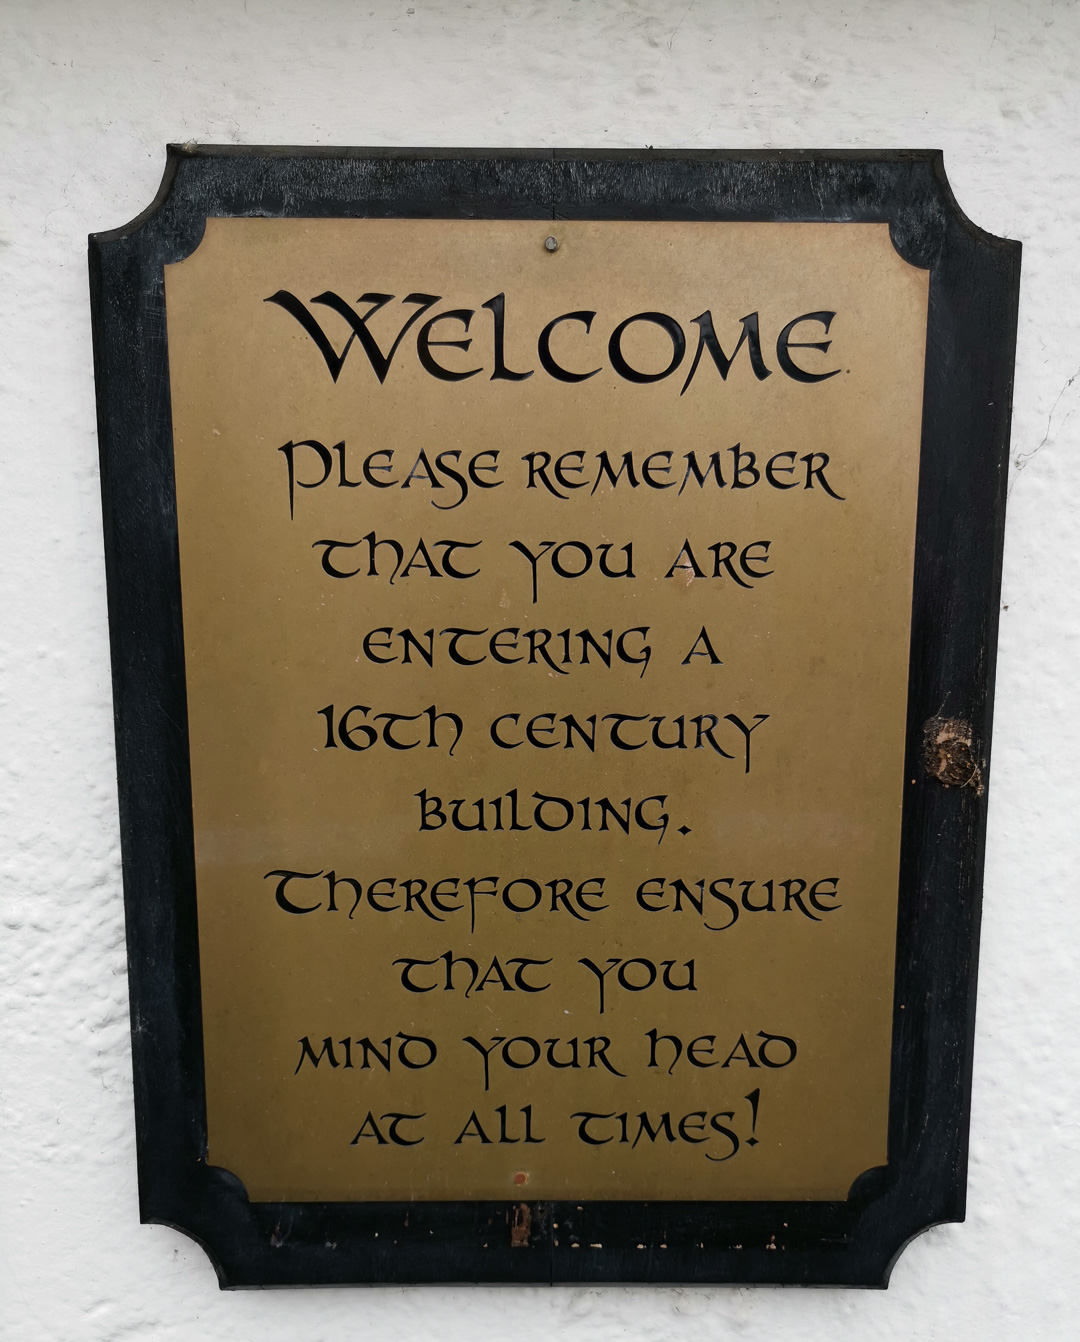 Welcome
Please remember
that you are
entering a
16th century
building.
Therefore ensure
that you
mind your head
at all times!